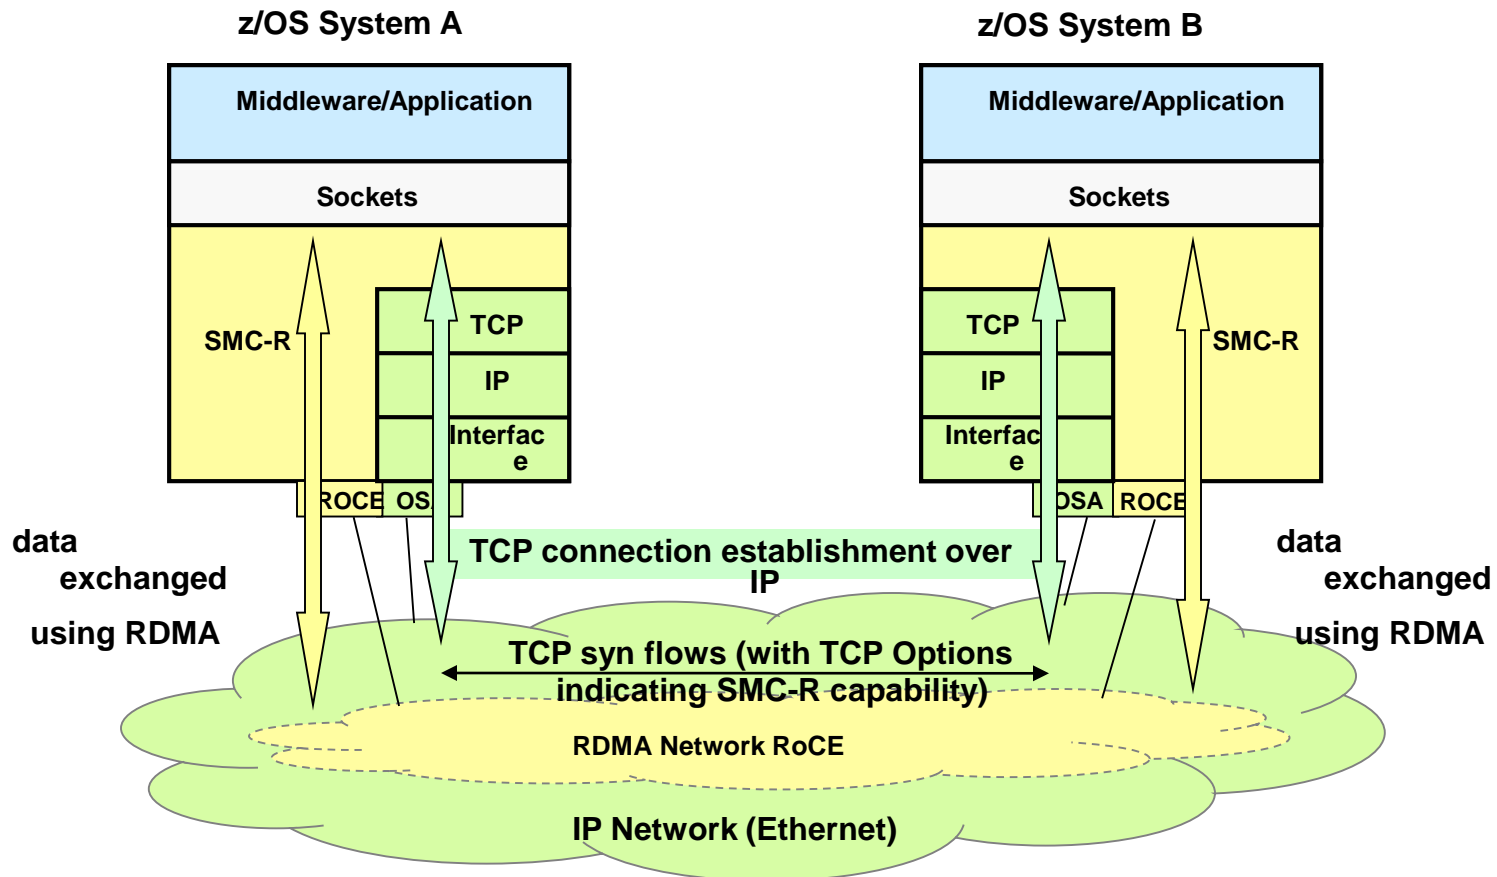 z/OS System A
z/OS System B
Middleware/Application
Middleware/Application
Sockets
Sockets
SMC-R
TCP
IP
Interfac
e
TCP
IP
Interfac
e
SMC-R
ROCE
OSA
OSA
ROCE
data
exchanged
using RDMA
TCP connection establishment over
IP
data
exchanged
using RDMA
TCP syn flows (with TCP Options
indicating SMC-R capability)
RDMA Network RoCE
IP Network (Ethernet)